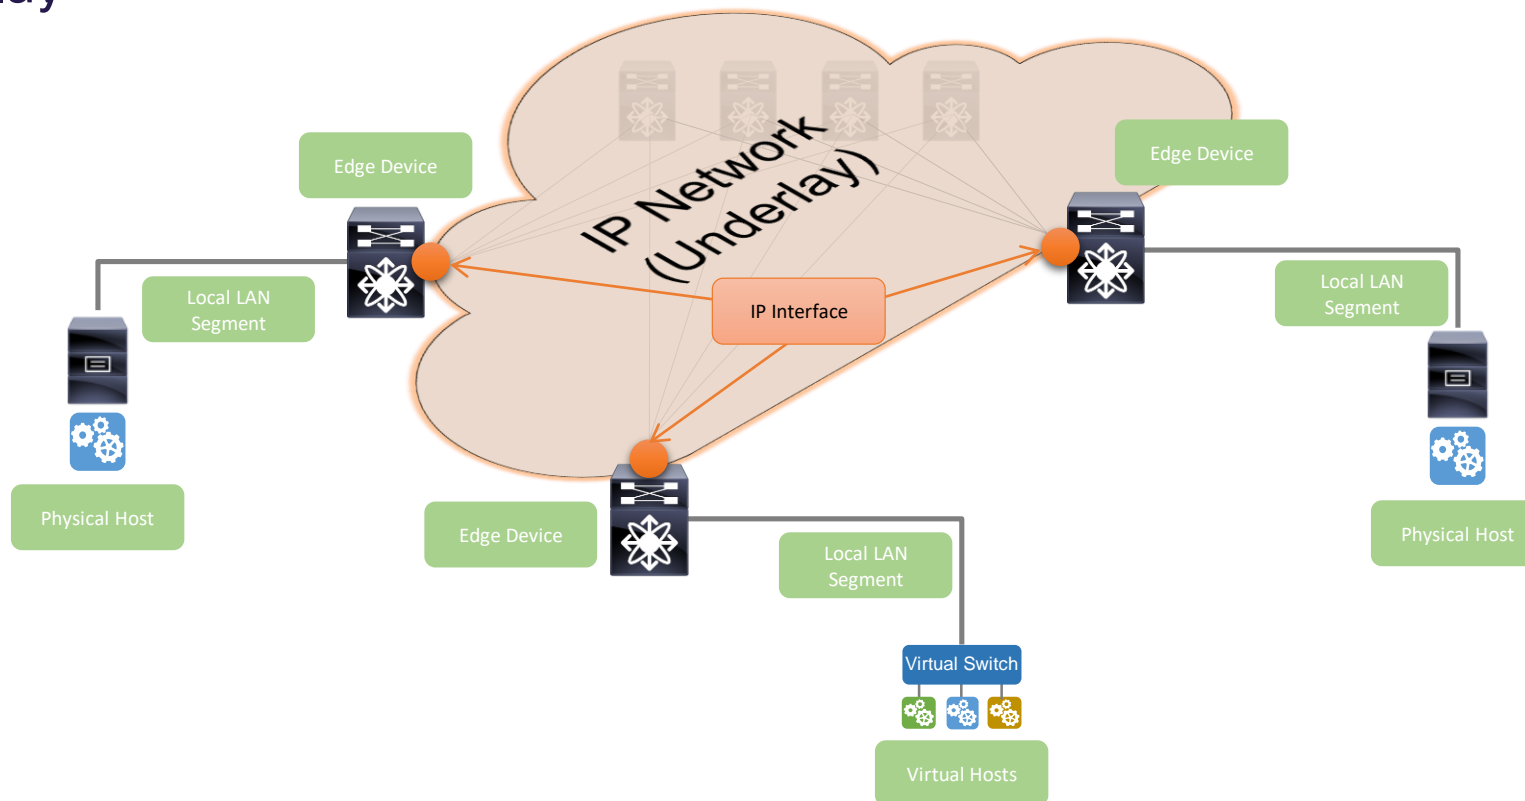 Edge Device
Edge Device
IP Network
(Underlay)
Local LAN
Segment
IP Interface
Local LAN
Segment
Physical Host
Edge Device
Physical Host
Local LAN
Segment
Virtual Switch
Virtual Hosts